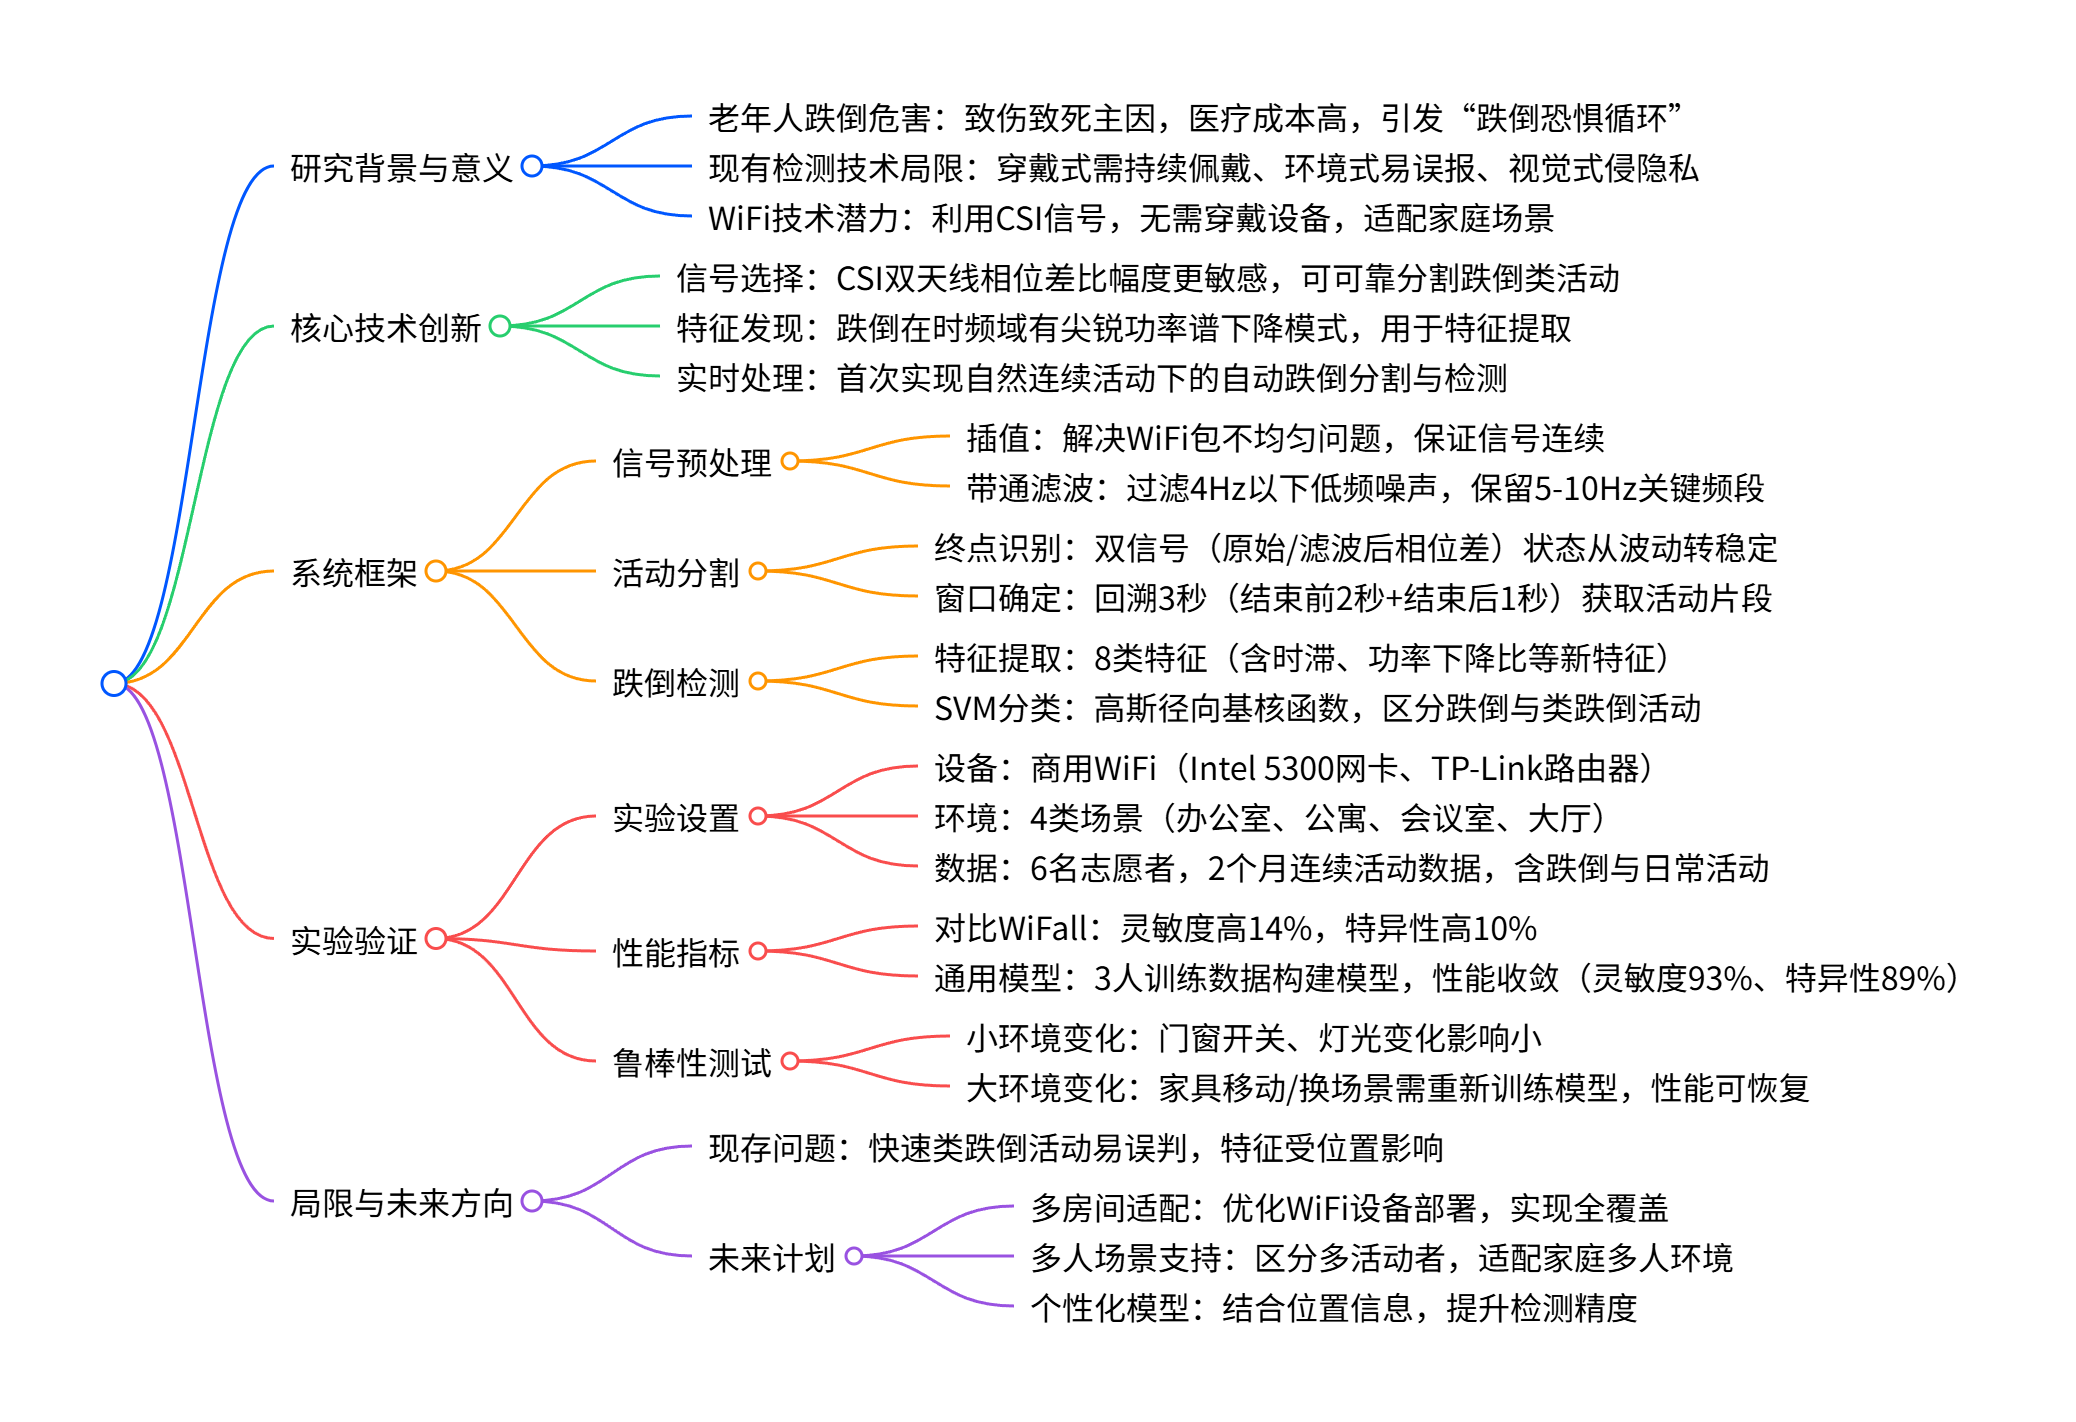 研究背景与意义
老年人跌倒危害：致伤致死主因，医疗成本高，引发“跌倒恐惧循环”
现有检测技术局限：穿戴式需持续佩戴、环境式易误报、视觉式侵隐私
WiFi技术潜力：利用CSI信号，无需穿戴设备，适配家庭场景
核心技术创新
信号选择：CSI双天线相位差比幅度更敏感，可可靠分割跌倒类活动
特征发现：跌倒在时频域有尖锐功率谱下降模式，用于特征提取
实时处理：首次实现自然连续活动下的自动跌倒分割与检测
系统框架
信号预处理
插值：解决WiFi包不均匀问题，保证信号连续
带通滤波：过滤4Hz以下低频噪声，保留5-10Hz关键频段
活动分割
终点识别：双信号（原始/滤波后相位差）状态从波动转稳定
窗口确定：回溯3秒（结束前2秒+结束后1秒）获取活动片段
跌倒检测
特征提取：8类特征（含时滞、功率下降比等新特征）
SVM分类：高斯径向基核函数，区分跌倒与类跌倒活动
实验验证
实验设置
设备：商用WiFi（Intel 5300网卡、TP-Link路由器）
环境：4类场景（办公室、公寓、会议室、大厅）
数据：6名志愿者，2个月连续活动数据，含跌倒与日常活动
性能指标
对比WiFall：灵敏度高14%，特异性高10%
通用模型：3人训练数据构建模型，性能收敛（灵敏度93%、特异性89%）
鲁棒性测试
小环境变化：门窗开关、灯光变化影响小
大环境变化：家具移动/换场景需重新训练模型，性能可恢复
局限与未来方向
现存问题：快速类跌倒活动易误判，特征受位置影响
未来计划
多房间适配：优化WiFi设备部署，实现全覆盖
多人场景支持：区分多活动者，适配家庭多人环境
个性化模型：结合位置信息，提升检测精度